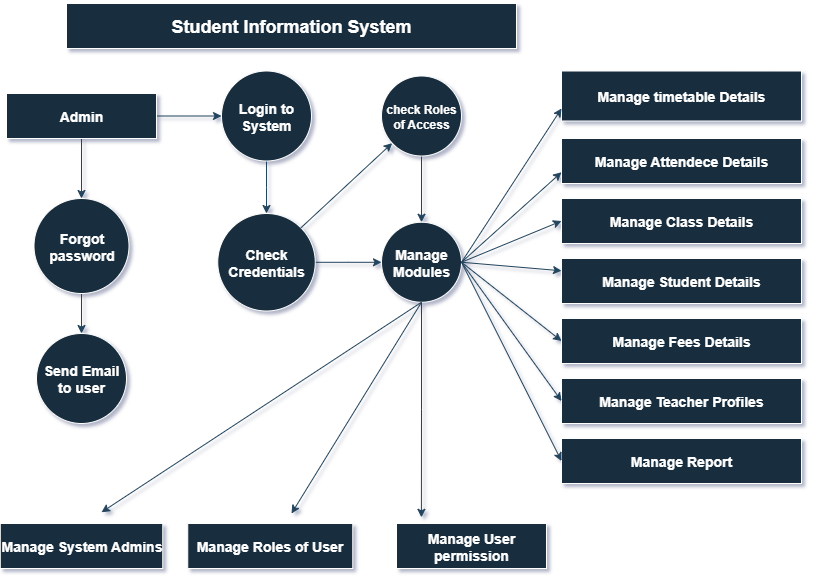 Student Information System
Admin
Login to
System
check Roles
of Access
Forgot
password
Check
Credentials
Manage
Modules
Send Email
to user
Manage timetable Details
Manage Attendece Details
Manage Class Details
Manage Student Details
Manage Fees Details
Manage Teacher Profiles
Manage Report
Manage System Admins
Manage Roles of User
Manage User
permission